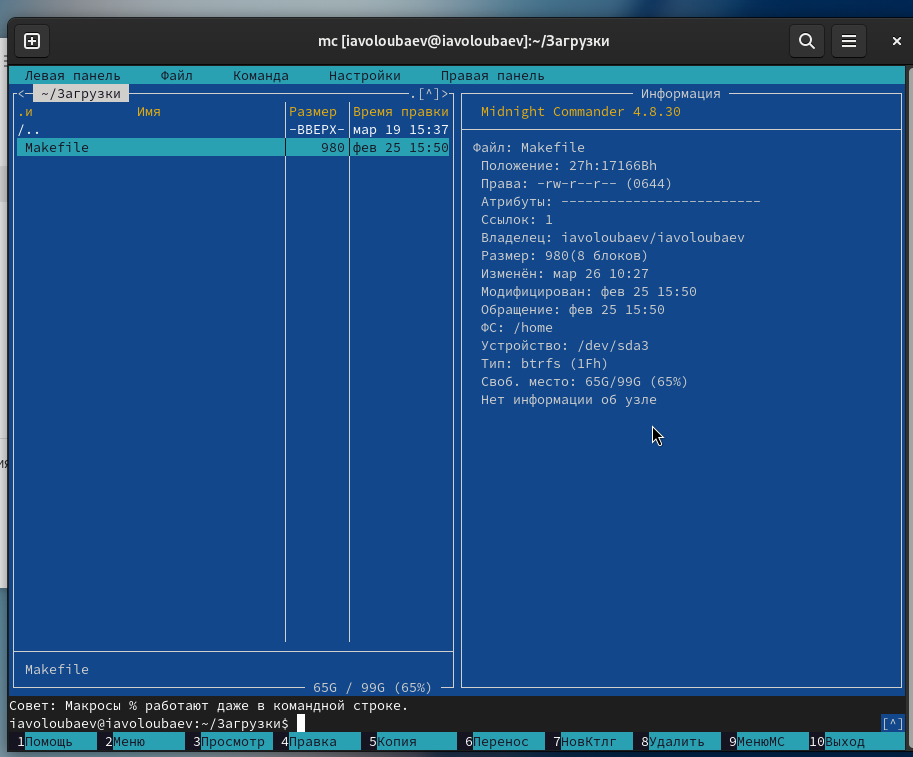 mc [iavoloubaev@iavoloubaev]:~/Загрузки
Левая панель Файл Команда Настройки Правая панель
<─ ~/Загрузки .[^]>
.и Имя Размер Время правки
/.. -ВВЕРХ- мар 19 15:37
Makefile 980 фев 25 15:50
Makefile
65G / 99G (65%)
Информация
Midnight Commander 4.8.30
Файл: Makefile
Положение: 27h:17166Bh
Права: -rw-r--r-- (0644)
Атрибуты: -------------------------
Ссылок: 1
Владелец: iavoloubaev/iavoloubaev
Размер: 980(8 блоков)
Изменён: мар 26 10:27
Модифицирован: фев 25 15:50
Обращение: фев 25 15:50
ФС: /home
Устройство: /dev/sda3
Тип: btrfs (1Fh)
Своб. место: 65G/99G (65%)
Нет информации об узле
Совет: Макросы % работают даже в командной строке.
iavoloubaev@iavoloubaev:~/Загрузки$ [^]
1Помощь 2Меню 3Просмотр 4Правка 5Копия 6Перенос 7НовКтлг 8Удалить 9МенюМС 10Выход